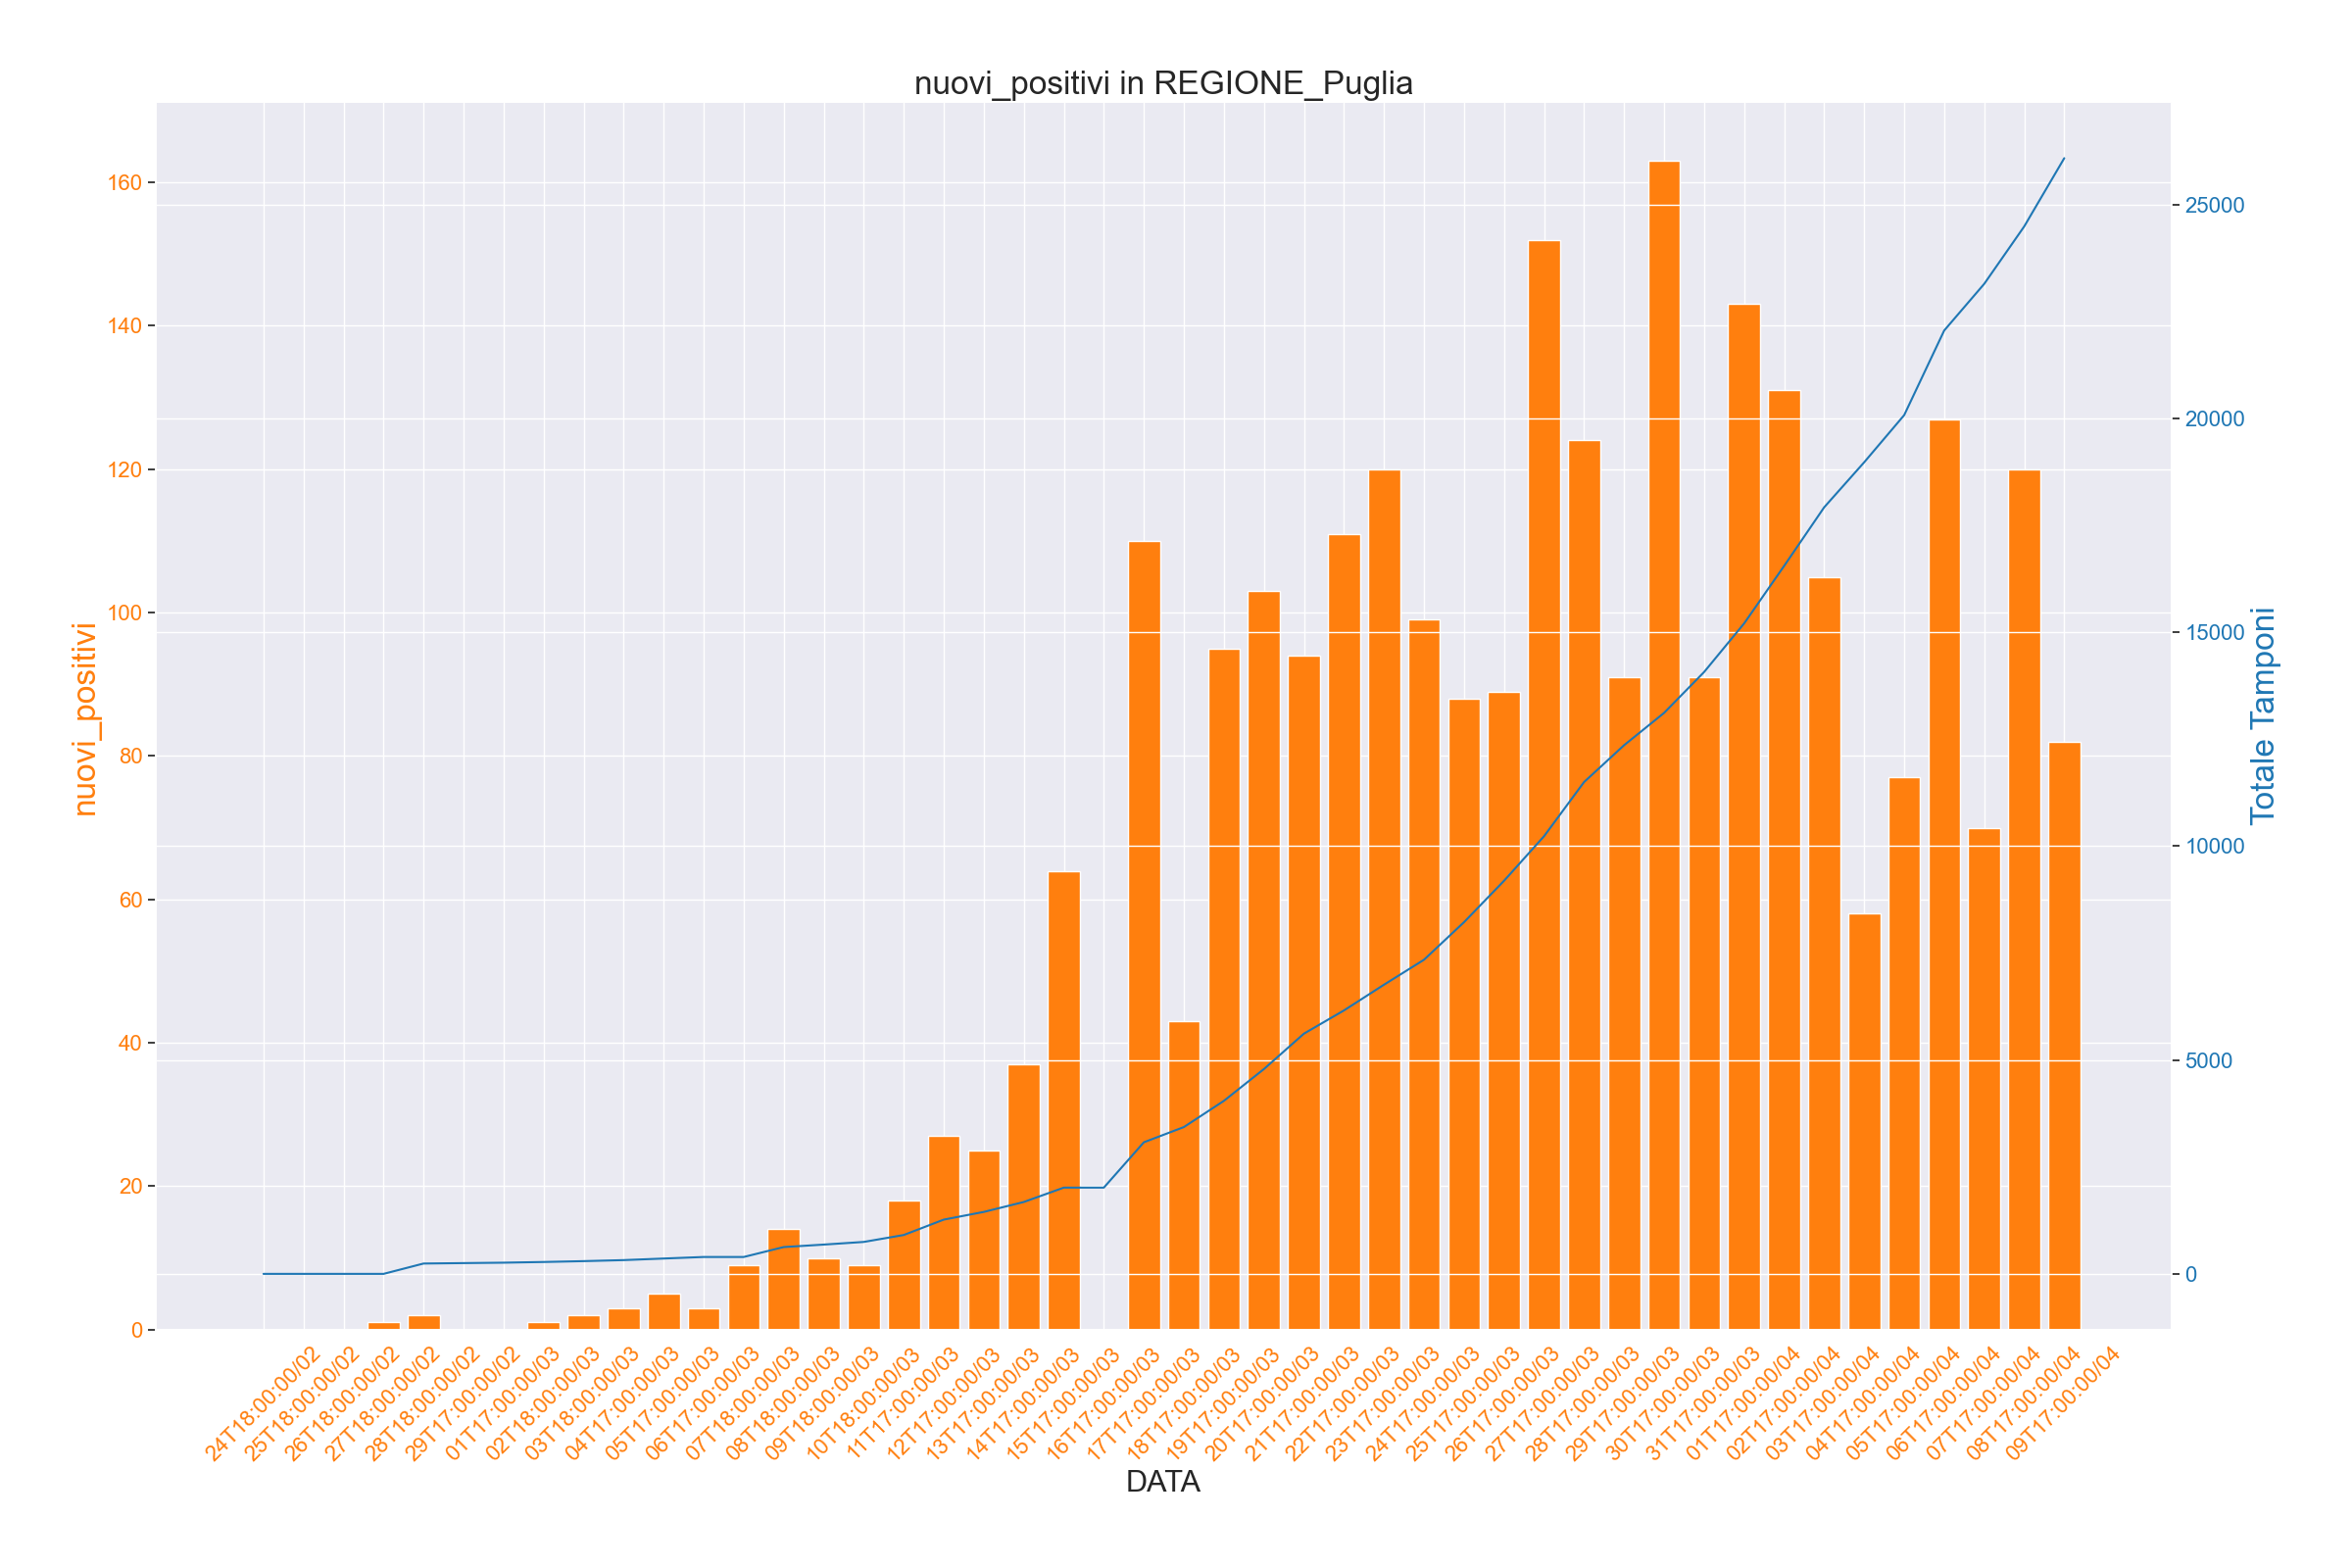 nuovi_positivi in REGIONE_Puglia
nuovi_positivi
160
140
120
100
80
60
40
20
0
25000
20000
15000
10000
5000
0
Totale Tamponi
24T18:00:00/02
25T18:00:00/02
26T18:00:00/02
27T18:00:00/02
28T18:00:00/02
29T17:00:00/02
01T17:00:00/03
02T18:00:00/03
03T18:00:00/03
04T17:00:00/03
05T17:00:00/03
06T17:00:00/03
07T18:00:00/03
08T18:00:00/03
09T18:00:00/03
10T18:00:00/03
11T17:00:00/03
12T17:00:00/03
13T17:00:00/03
14T17:00:00/03
15T17:00:00/03
16T17:00:00/03
17T17:00:00/03
18T17:00:00/03
19T17:00:00/03
20T17:00:00/03
21T17:00:00/03
22T17:00:00/03
23T17:00:00/03
24T17:00:00/03
25T17:00:00/03
26T17:00:00/03
27T17:00:00/03
28T17:00:00/03
29T17:00:00/03
30T17:00:00/03
31T17:00:00/03
01T17:00:00/04
02T17:00:00/04
03T17:00:00/04
04T17:00:00/04
05T17:00:00/04
06T17:00:00/04
07T17:00:00/04
08T17:00:00/04
09T17:00:00/04
DATA